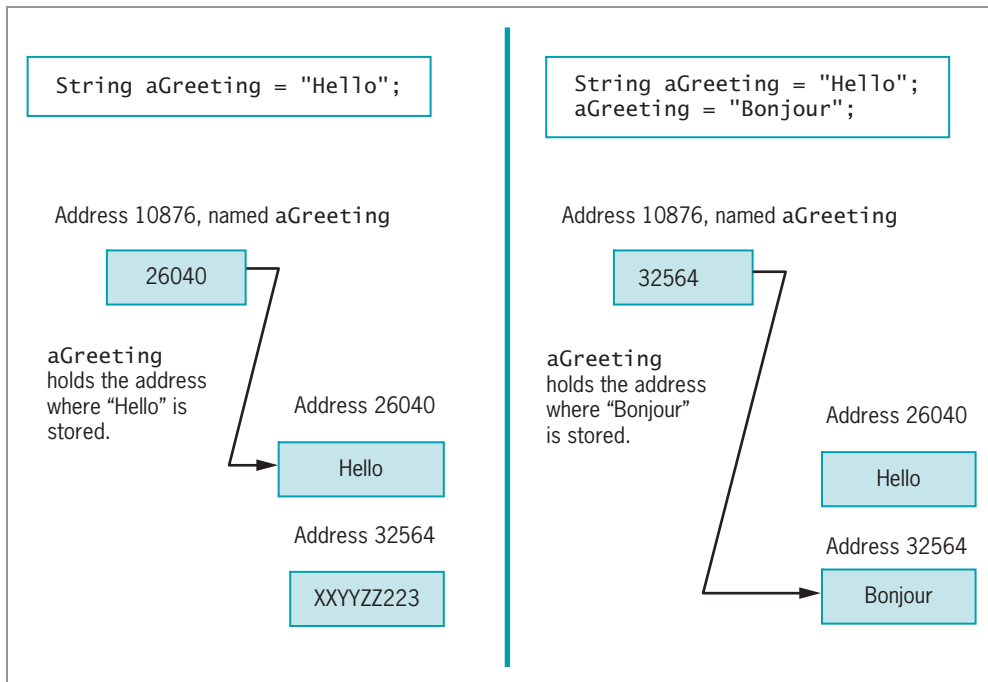 String aGreeting = "Hello";
Address 10876, named aGreeting
26040
aGreeting
holds the address
where “Hello” is
stored.
Address 26040
Hello
Address 32564
XXYYZZ223
String aGreeting = "Hello";
aGreeting = "Bonjour";
Address 10876, named aGreeting
32564
aGreeting
holds the address
where “Bonjour”
is stored.
Address 26040
Hello
Address 32564
Bonjour